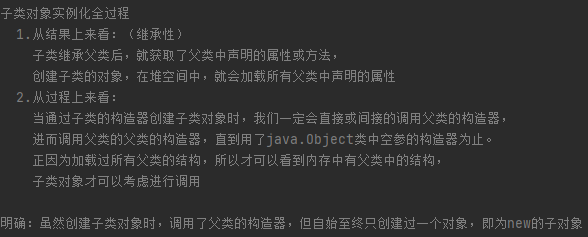 子类对象实例化全过程
1.从结果上来看：（继承性）
子类继承父类后，就获取了父类中声明的属性或方法，
创建子类的对象，在堆空间中，就会加载所有父类中声明的属性
2.从过程上来看：
当通过子类的构造器创建子类对象时，我们一定会直接或间接的调用父类的构造器，
进而调用父类的父类的构造器，直到用了java.Object类中空参的构造器为止。
正因为加载过所有父类的结构，所以才可以看到内存中有父类中的结构，
子类对象才可以考虑进行调用
明确：虽然创建子类对象时，调用了父类的构造器，但自始至终只创建过一个对象，即为new的子对象